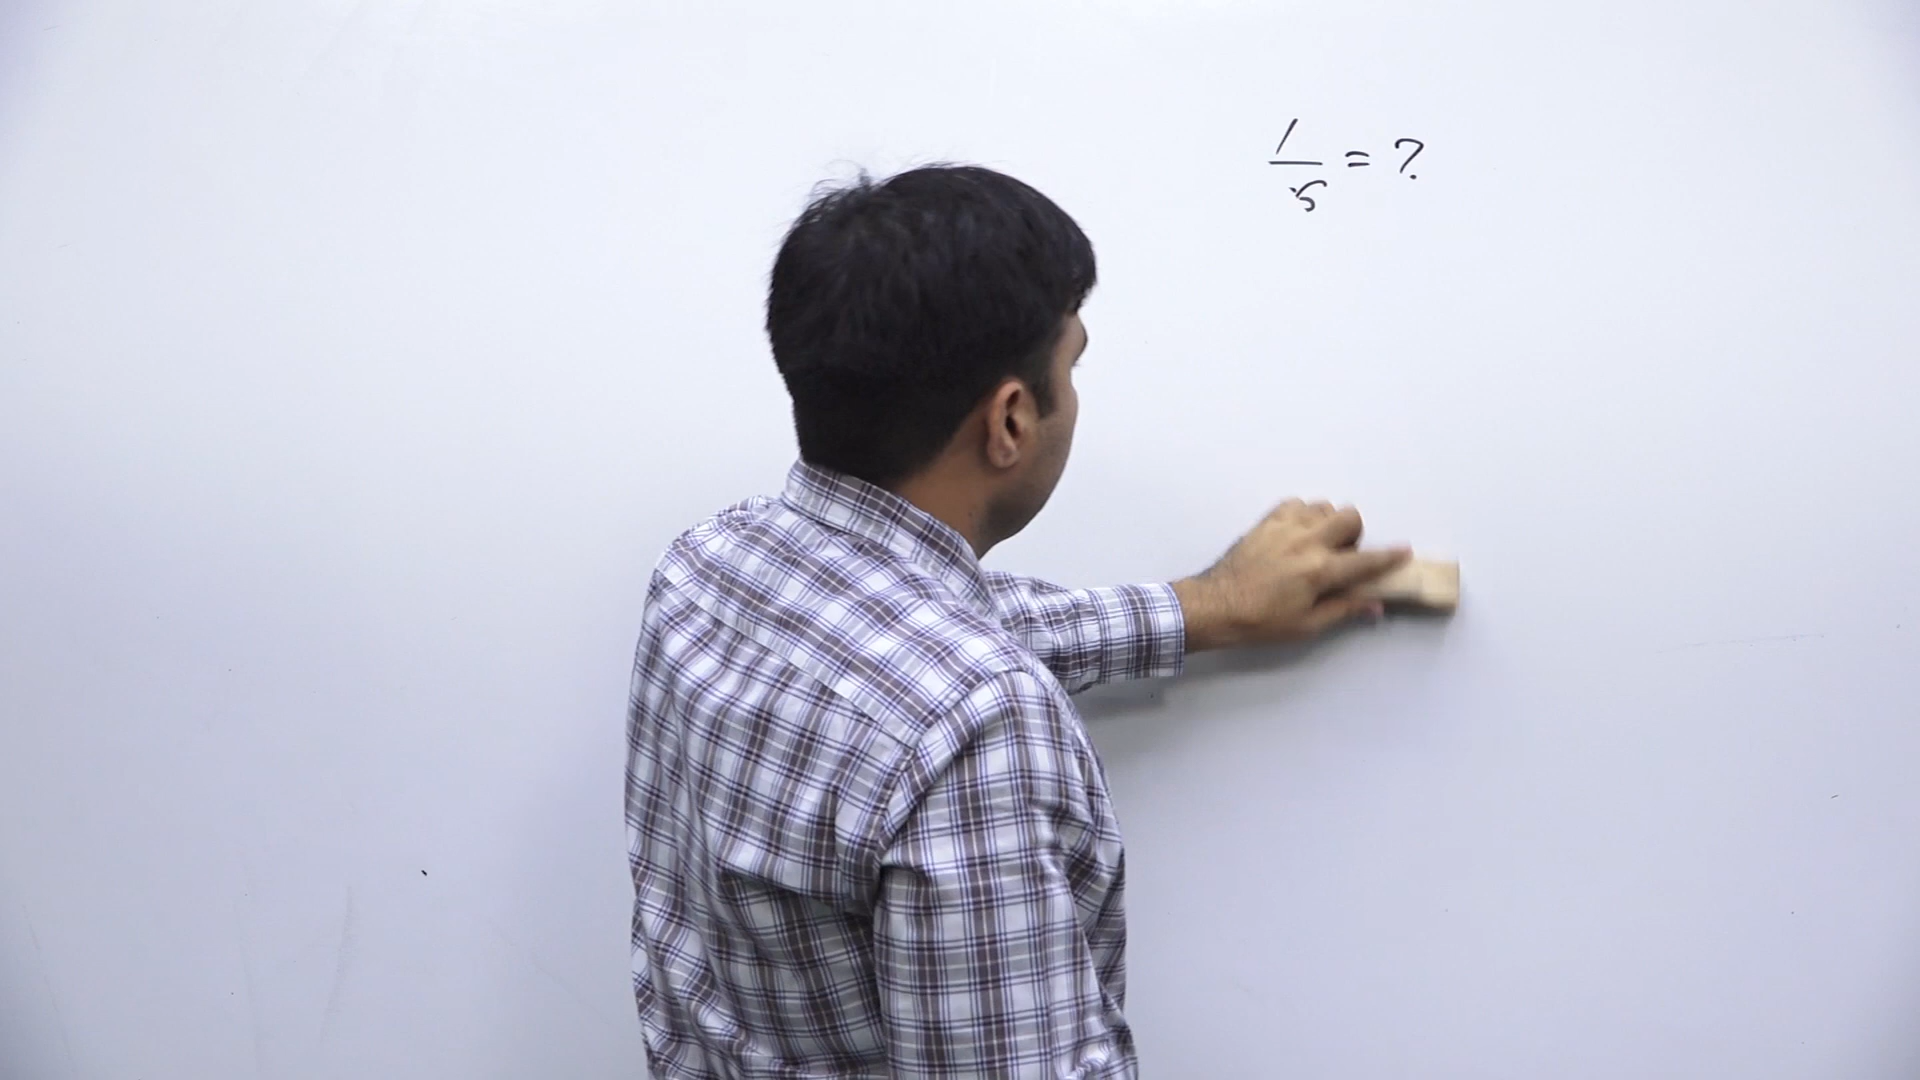 1/5 = ?